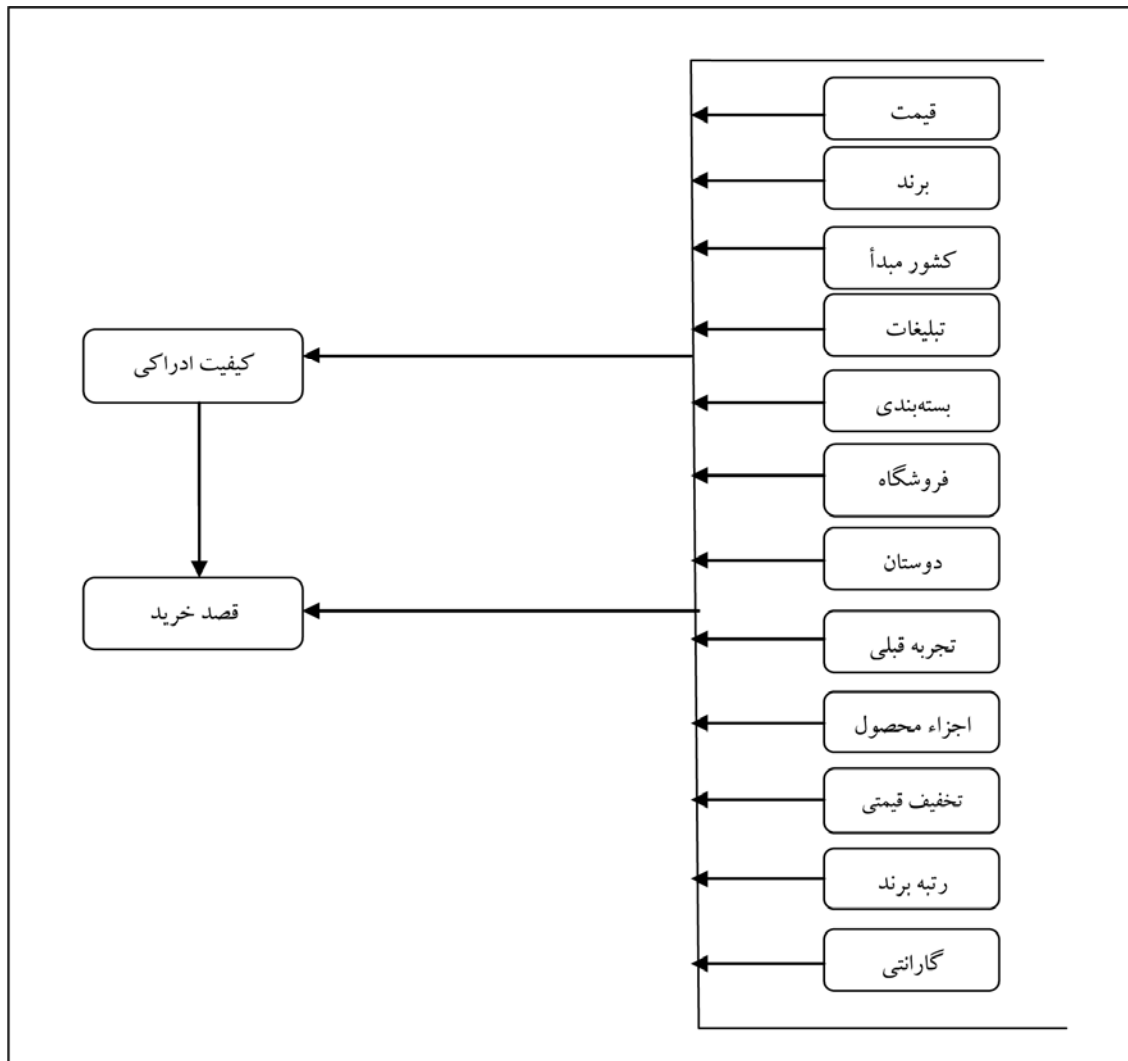 قیمت
برند
کشور مبدأ
تبلیغات
بسته‌بندی
فروشگاه
دوستان
تجربه قبلی
اجزاء محصول
تخفیف قیمتی
رتبه برند
گارانتی
کیفیت ادراکی
قصد خرید